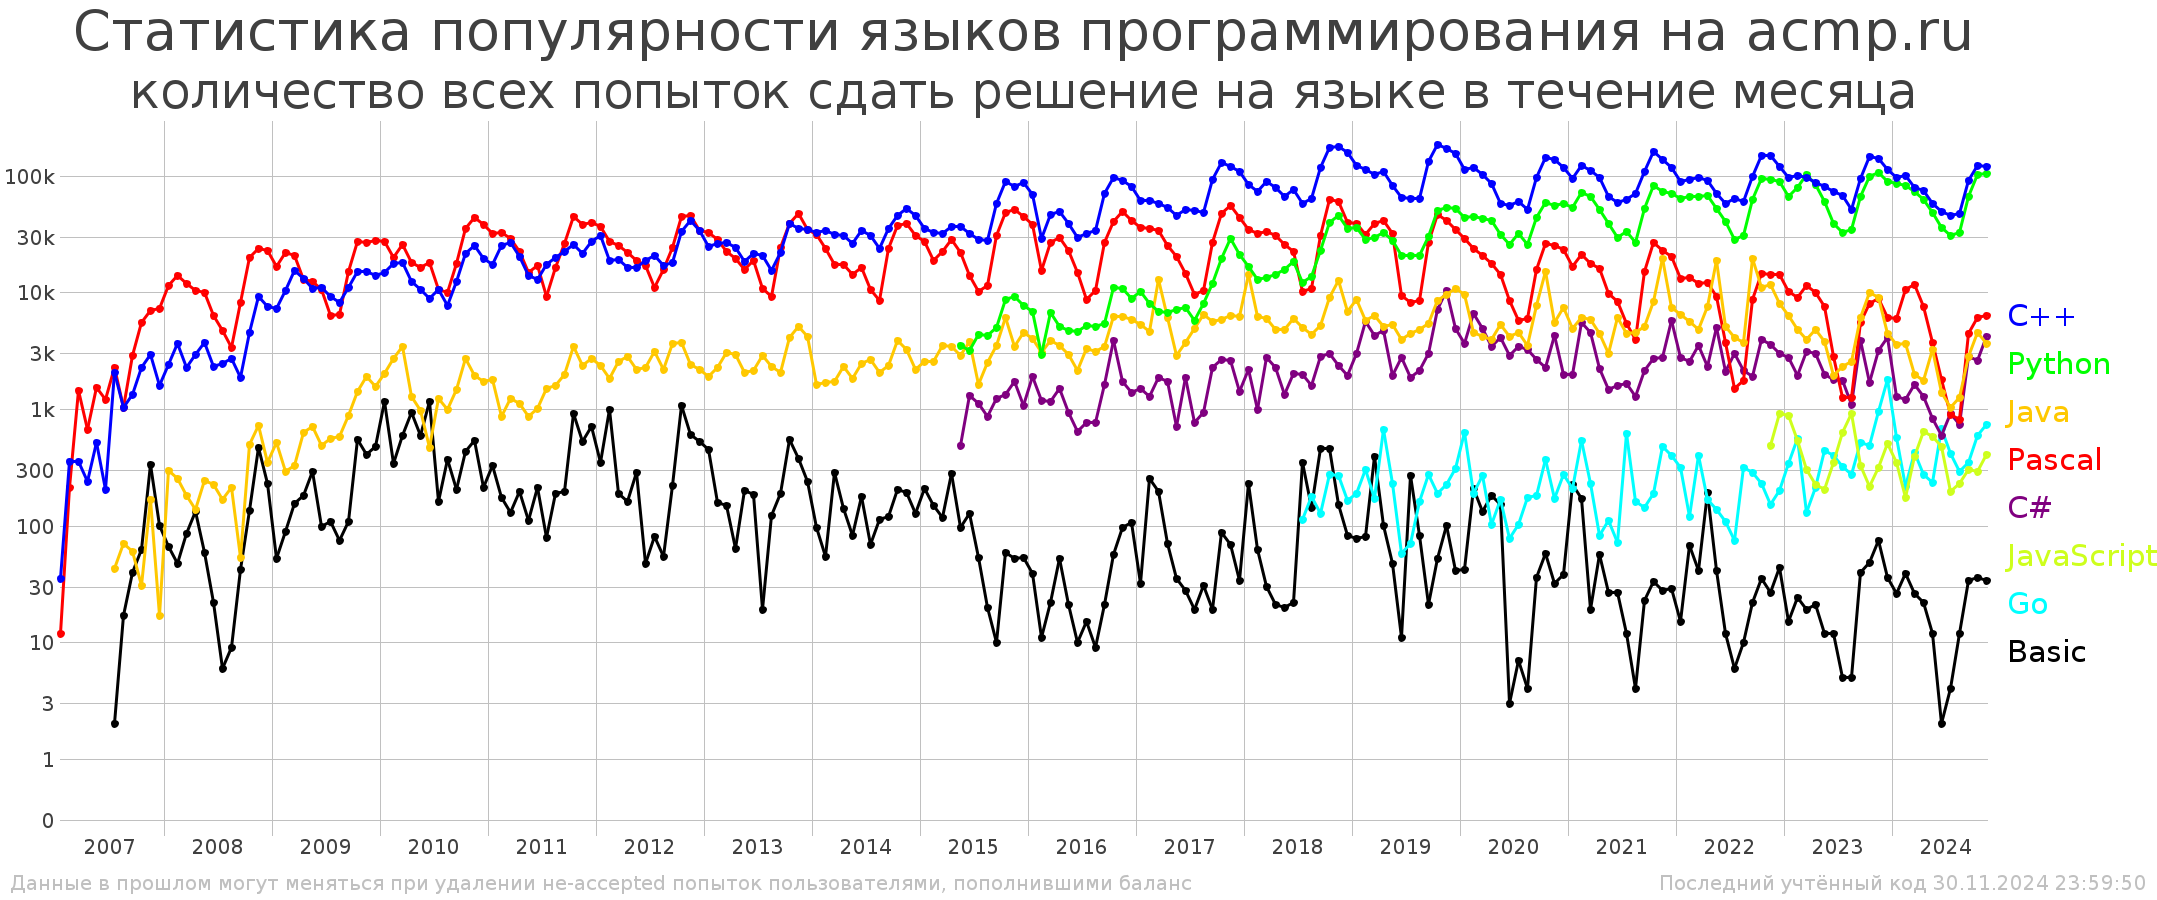 Статистика популярности языков программирования на acmp.ru
количество всех попыток сдать решение на языке в течение месяца
100k
30k
10k
3k
1k
300
100
30
10
3
1
0
C++
Python
Java
Pascal
C#
JavaScript
Go
Basic
2007 2008 2009 2010 2011 2012 2013 2014 2015 2016 2017 2018 2019 2020 2021 2022 2023 2024
Данные в прошлом могут меняться при удалении не-accepted попыток пользователями, пополнившими баланс
Последний учтённый код 30.11.2024 23:59:50